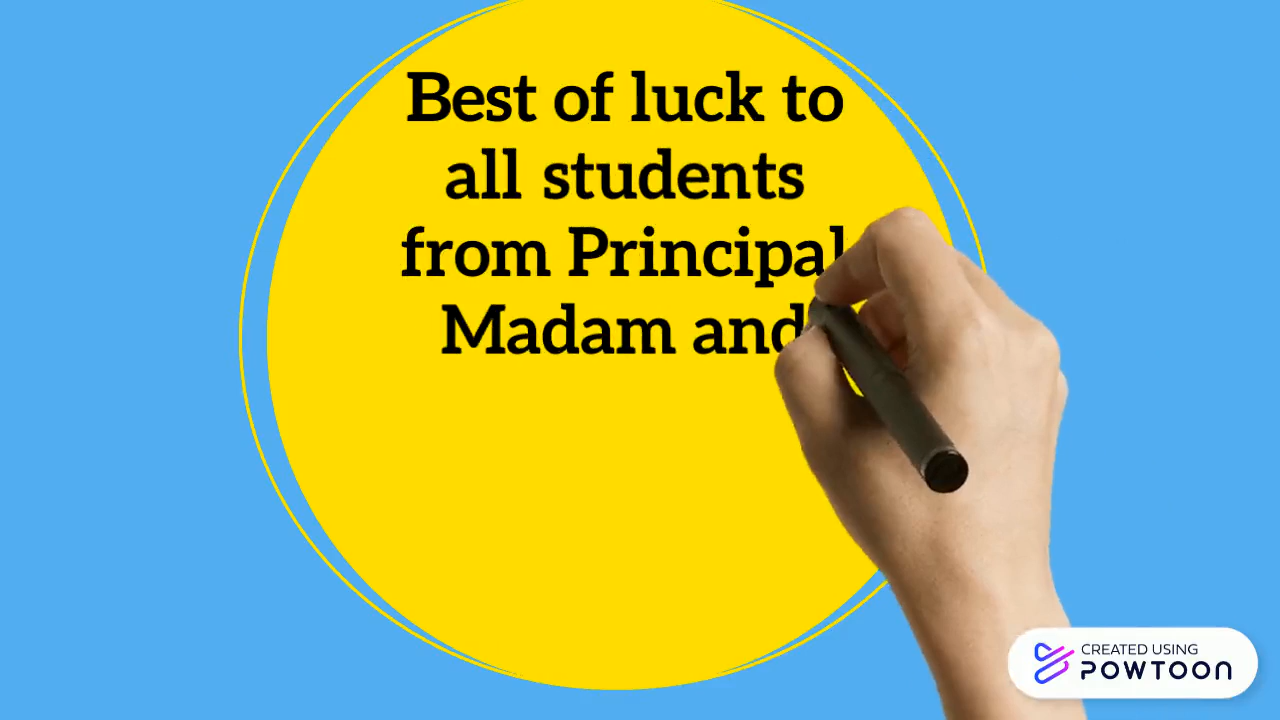 Best of luck to
all students
from Principal
Madam and
CREATED USING
POWTOON